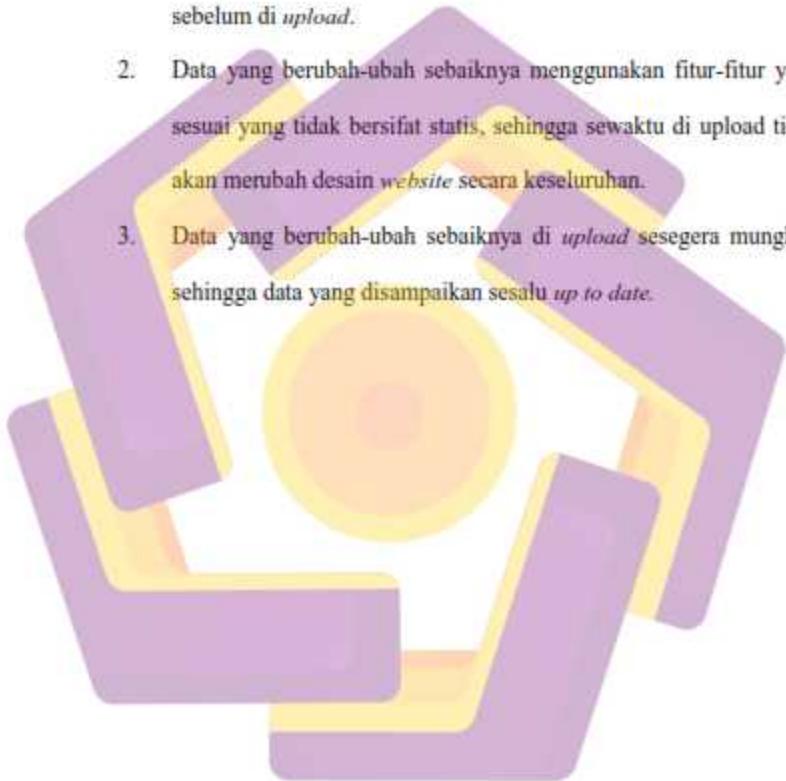 sebelum di upload.
2. Data yang berubah-ubah sebaiknya menggunakan fitur-fitur
sesuai yang tidak bersifat statis, sehingga sewaktu di upload
akan merubah desain website secara keseluruhan.
3. Data yang berubah-ubah sebaiknya di upload sesegera
sehingga data yang disampaikan sesalu up to date.